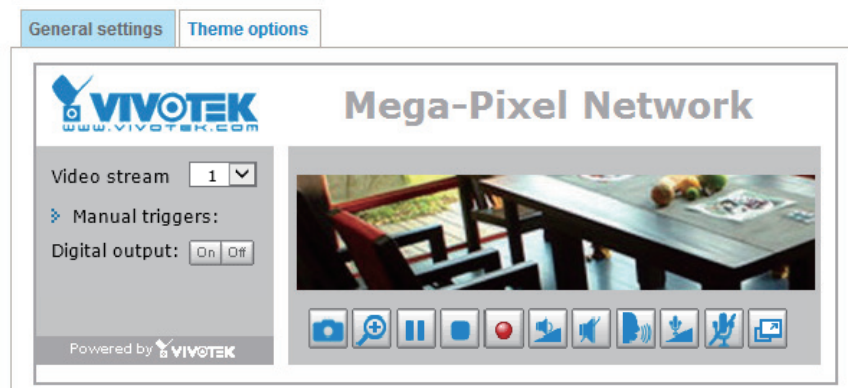 General settings
Theme options
VIVOTEK
www.vivotek.com
Mega-Pixel Network
Video stream 1
Manual triggers:
Digital output: On Off
Powered by VIVOTEK